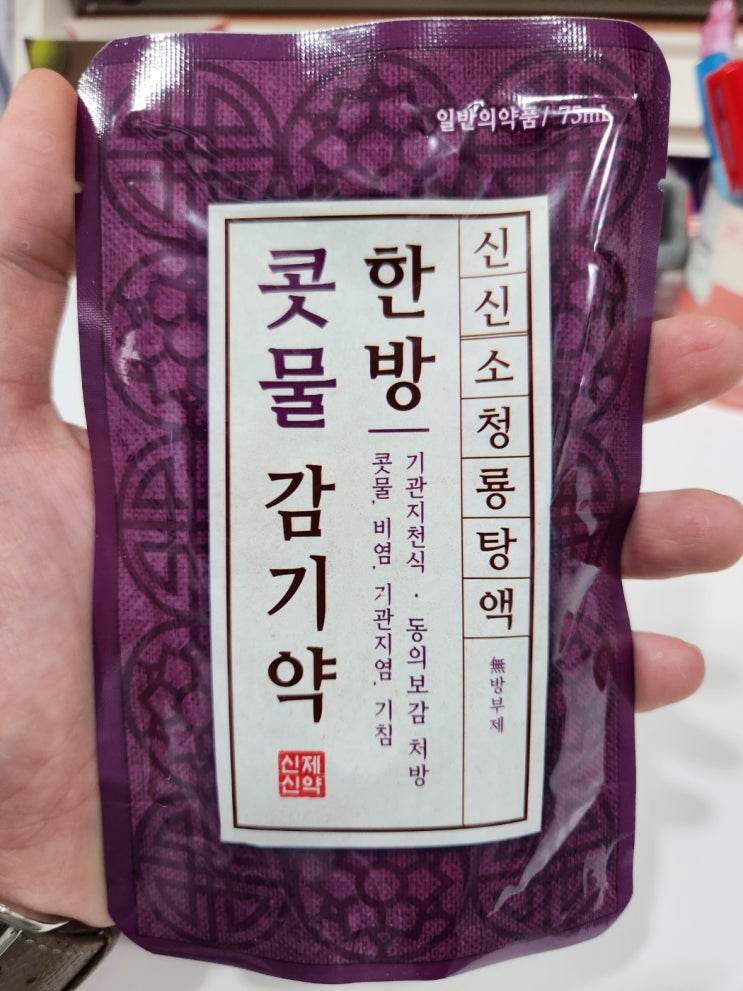 일반의약품 / 75mL
신신소청룡탕액
無방부제
한방
기관지천식 · 동의보감 처방
콧물, 비염, 기관지염, 기침
콧물 감기약
신신제약